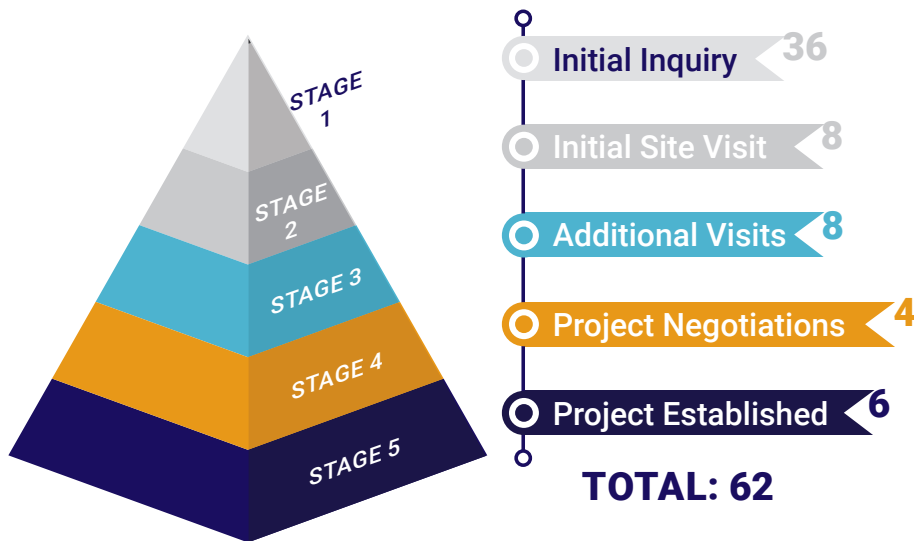 STAGE
1
STAGE
2
STAGE 3
STAGE 4
STAGE 5
Initial Inquiry 36
Initial Site Visit 8
Additional Visits 8
Project Negotiations 4
Project Established 6
TOTAL: 62